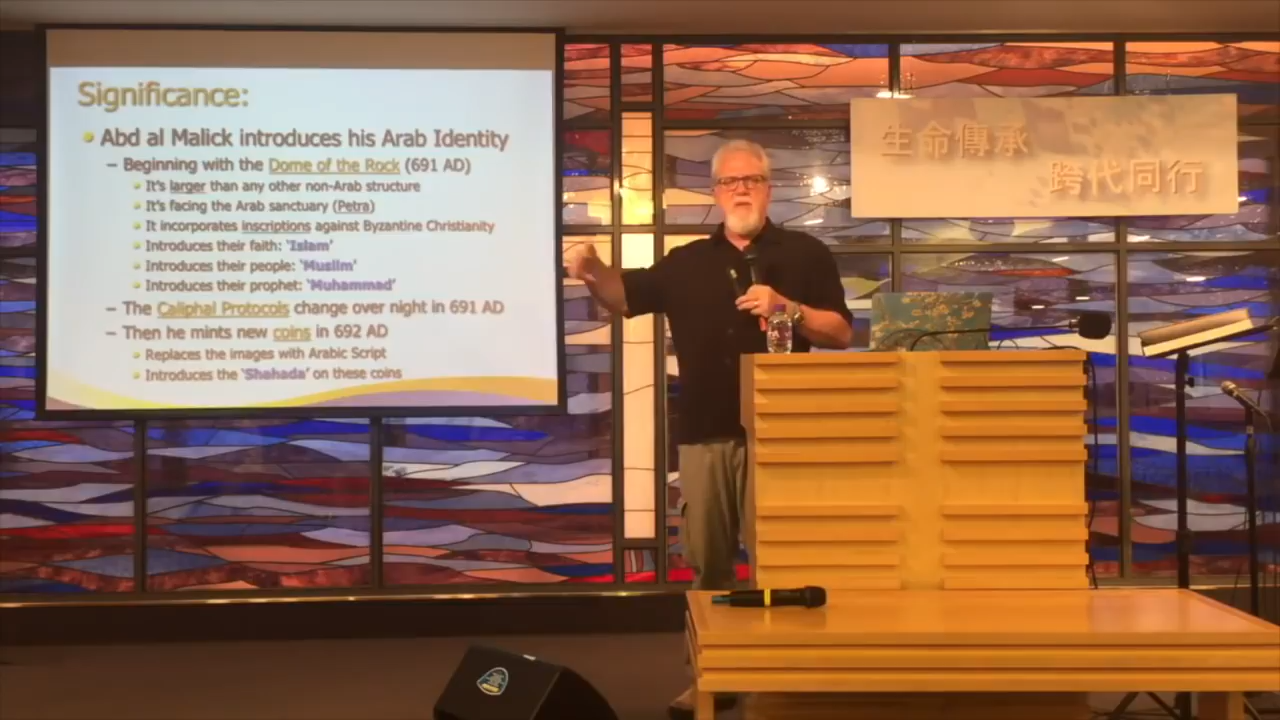 Significance:
Abd al Malick introduces his Arab Identity
– Beginning with the Dome of the Rock (691 AD)
It's larger than any other non-Arab structure
It's facing the Arab sanctuary (Petra)
It incorporates inscriptions against Byzantine Christianity
Introduces their faith: 'Islam'
Introduces their people: 'Muslim'
Introduces their prophet: 'Muhammad'
– The Caliphal Protocols change over night in 691 AD
– Then he mints new coins in 692 AD
Replaces the images with Arabic Script
Introduces the 'Shahada' on these coins
生命傳承
跨代同行